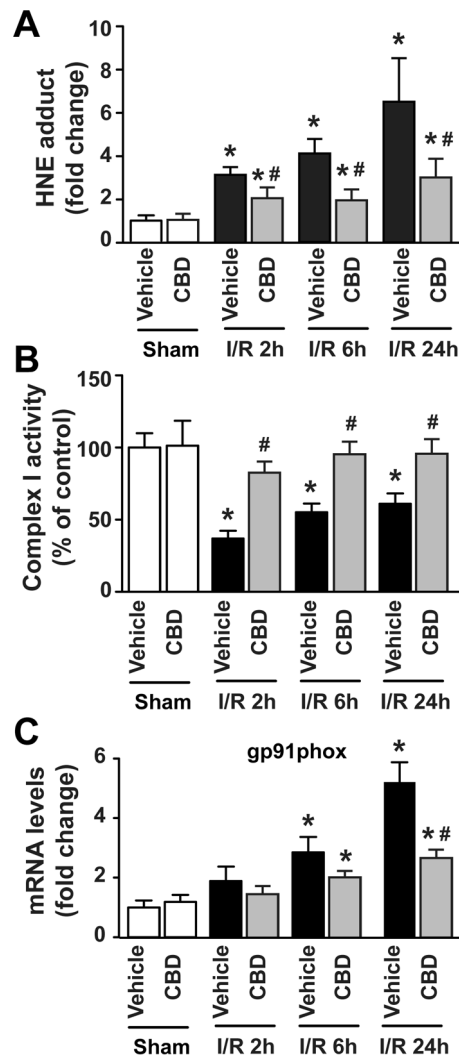 A
HNE adduct
(fold change)
10
8
6
4
2
0
*
*
*
*#
*#
*#
Vehicle
CBD
Vehicle
CBD
Vehicle
CBD
Vehicle
CBD
Sham
I/R 2h
I/R 6h
I/R 24h
B
Complex I activity
(% of control)
150
100
50
0
*
#
*
#
*
#
Vehicle
CBD
Vehicle
CBD
Vehicle
CBD
Vehicle
CBD
Sham
I/R 2h
I/R 6h
I/R 24h
C
gp91phox
mRNA levels
(fold change)
6
4
2
0
*
*
*
*#
Vehicle
CBD
Vehicle
CBD
Vehicle
CBD
Vehicle
CBD
Sham
I/R 2h
I/R 6h
I/R 24h